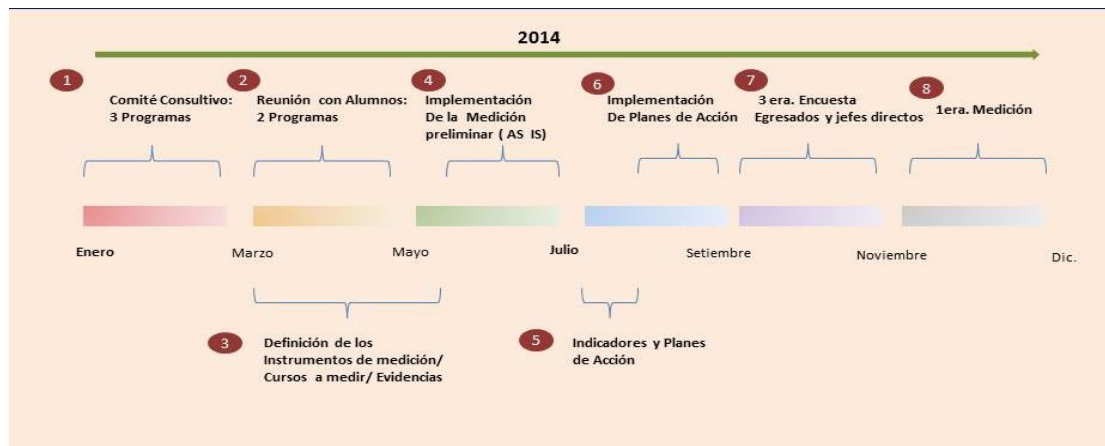 2014
1
Comité Consultivo:
3 Programas
2
Reunión con Alumnos:
2 Programas
4
Implementación
De la Medición
preliminar ( AS IS)
6
Implementación
De Planes de Acción
7
3 era. Encuesta
Egresados y jefes directos
8
1era. Medición
Enero
Marzo
Mayo
Julio
Setiembre
Noviembre
Dic.
3
Definición de los
Instrumentos de medición/
Cursos a medir/ Evidencias
5
Indicadores y Planes
de Acción